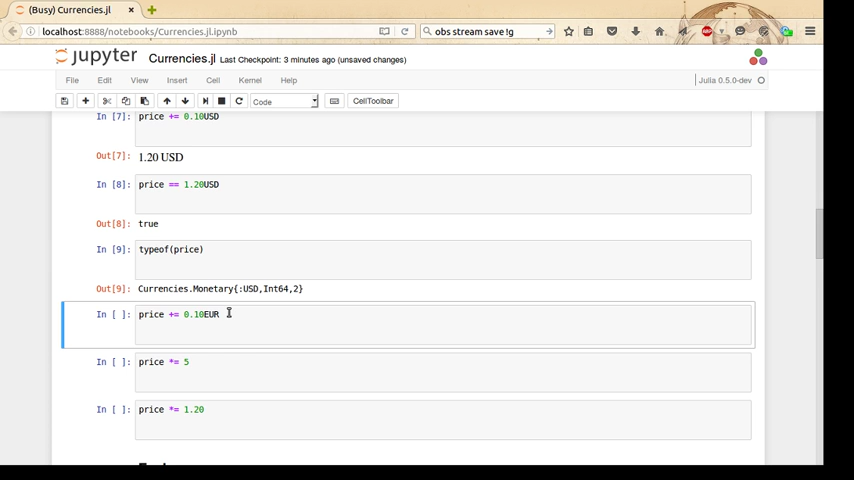 (Busy) Currencies.jl
localhost:8888/notebooks/Currencies.jl.ipynb
obs stream save !g
jupyter Currencies.jl Last Checkpoint: 3 minutes ago (unsaved changes)
File Edit View Insert Cell Kernel Help
Julia 0.5.0-dev
Code
CellToolbar
In [7]: price += 0.10USD
Out[7]: 1.20 USD
In [8]: price == 1.20USD
Out[8]: true
In [9]: typeof(price)
Out[9]: Currencies.Monetary{:USD,Int64,2}
In [ ]: price += 0.10EUR
In [ ]: price *= 5
In [ ]: price *= 1.20